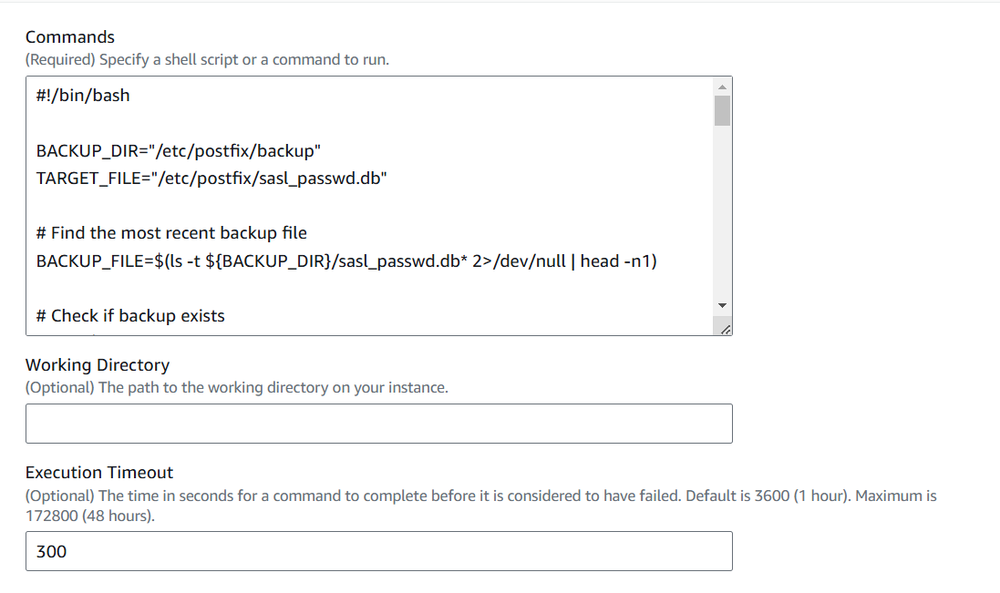 Commands
(Required) Specify a shell script or a command to run.
#!/bin/bash
BACKUP_DIR="/etc/postfix/backup"
TARGET_FILE="/etc/postfix/sasl_passwd.db"
# Find the most recent backup file
BACKUP_FILE=$(ls -t ${BACKUP_DIR}/sasl_passwd.db* 2>/dev/null | head -n1)
# Check if backup exists
Working Directory
(Optional) The path to the working directory on your instance.
Execution Timeout
(Optional) The time in seconds for a command to complete before it is considered to have failed. Default is 3600 (1 hour). Maximum is
172800 (48 hours).
300